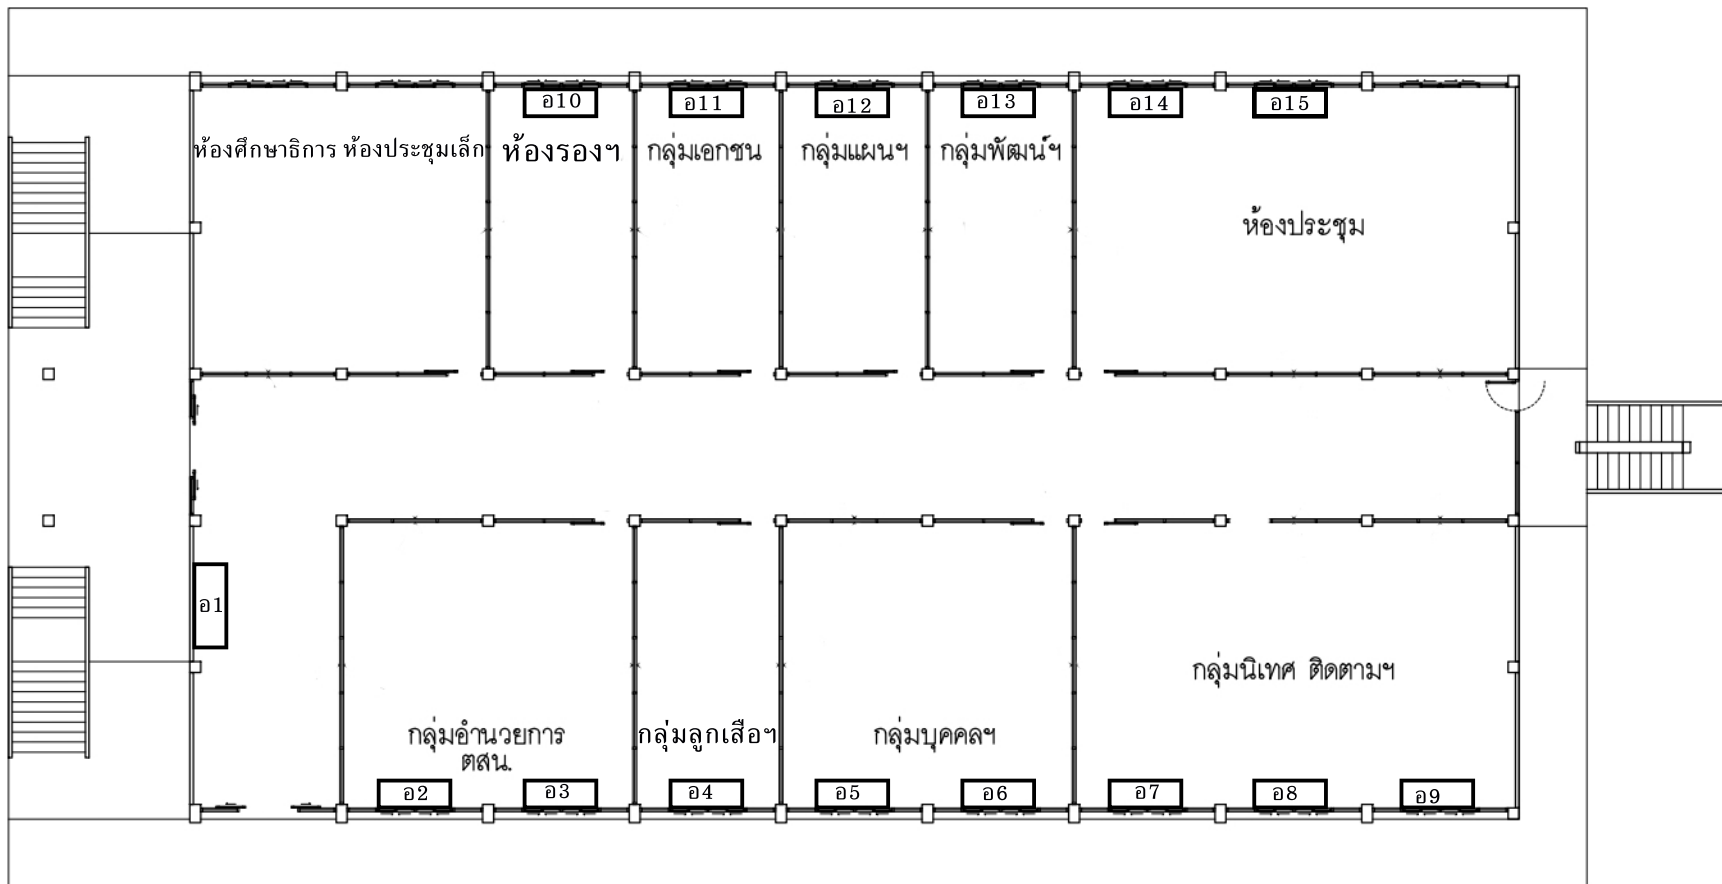 อ10
อ11
อ12
อ13
อ14
อ15
ห้องศึกษาธิการ ห้องประชุมเล็ก
ห้องรองฯ
กลุ่มเอกชน
กลุ่มแผนฯ
กลุ่มพัฒน์ฯ
ห้องประชุม
อ1
กลุ่มอำนวยการ
ตสน.
กลุ่มลูกเสือฯ
กลุ่มบุคคลฯ
กลุ่มนิเทศ ติดตามฯ
อ2
อ3
อ4
อ5
อ6
อ7
อ8
อ9